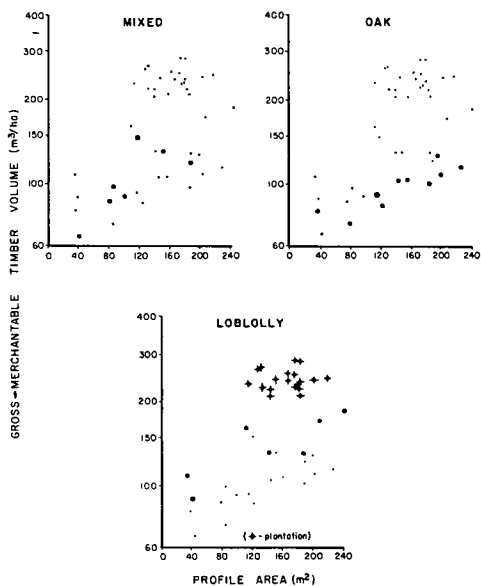 MIXED
400
300
200
150
100
60
0 40 80 120 160 200 240
OAK
400
300
200
150
100
60
0 40 80 120 160 200 240
GROSS-MERCHANTABLE TIMBER VOLUME (m³/ha)
LOBLOLLY
400
300
200
150
100
60
(✦-plantation)
0 40 80 120 160 200 240
PROFILE AREA (m²)